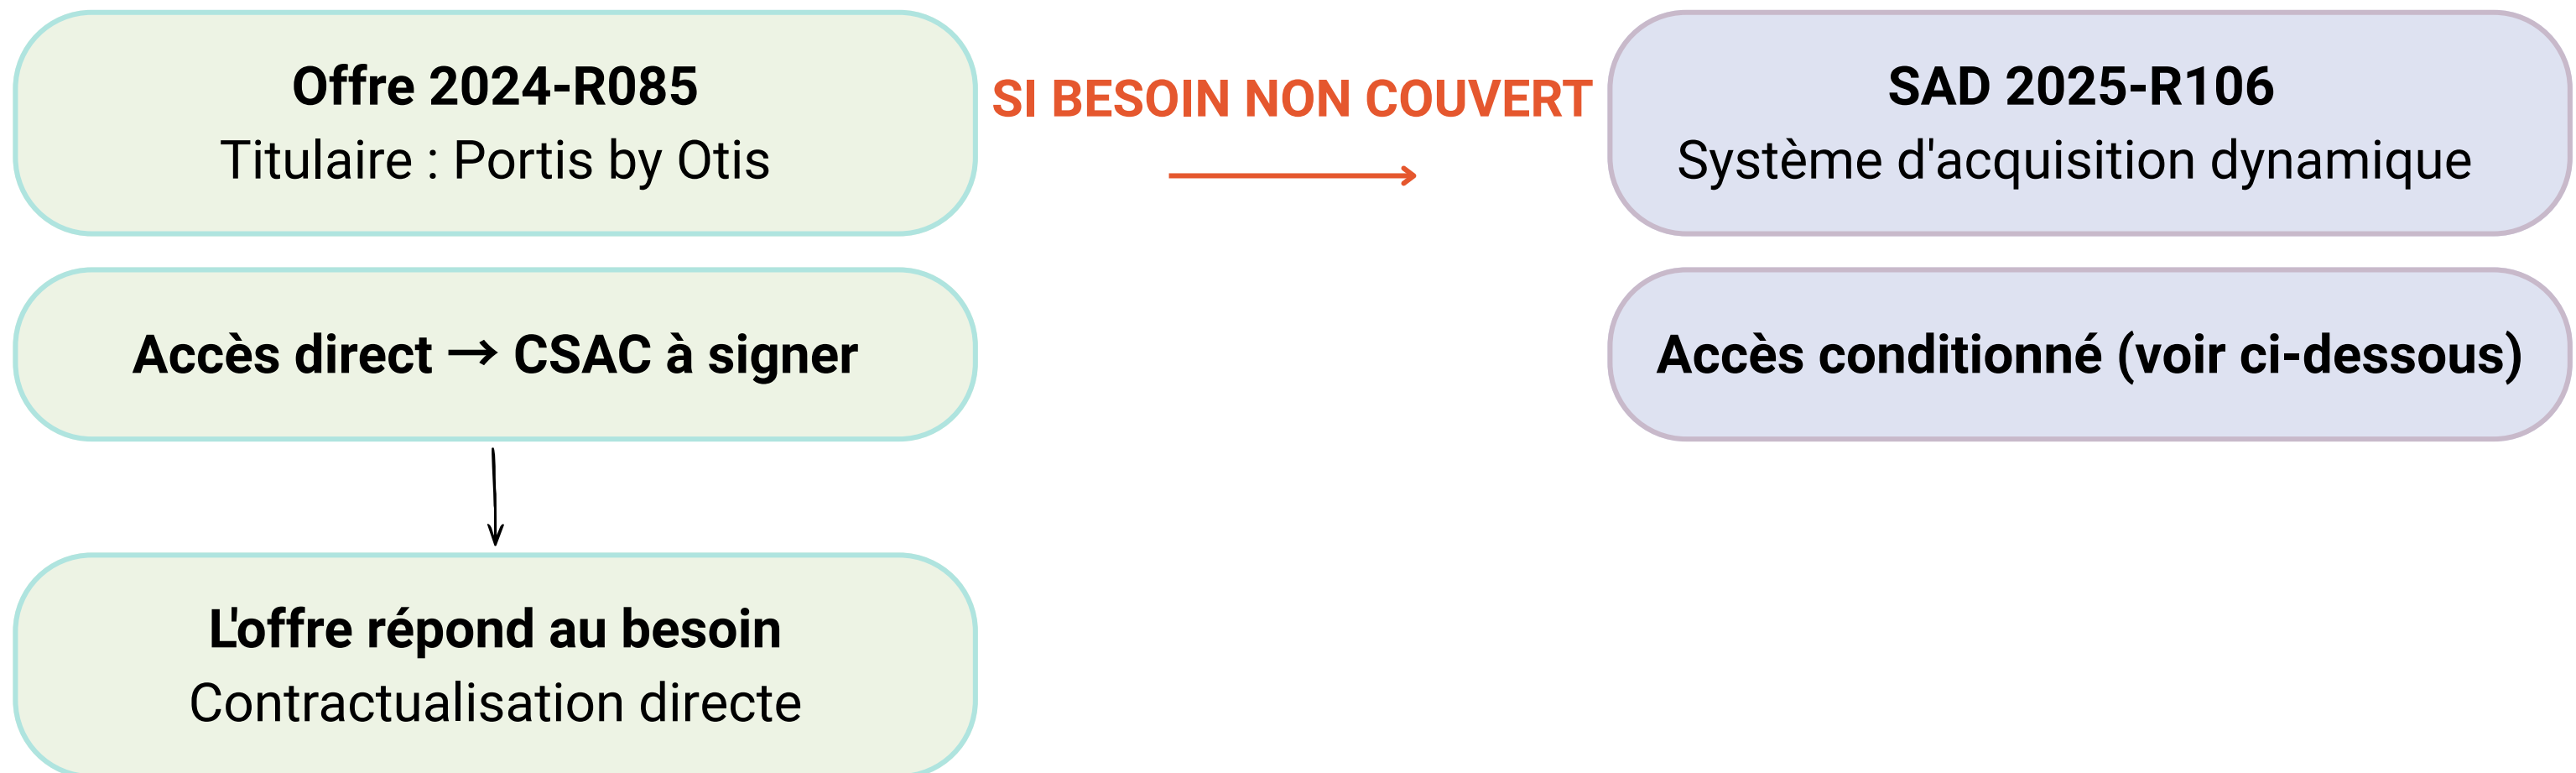 Offre 2024-R085
Titulaire : Portis by Otis
SI BESOIN NON COUVERT
SAD 2025-R106
Système d'acquisition dynamique
Accès direct → CSAC à signer
Accès conditionné (voir ci-dessous)
L'offre répond au besoin
Contractualisation directe